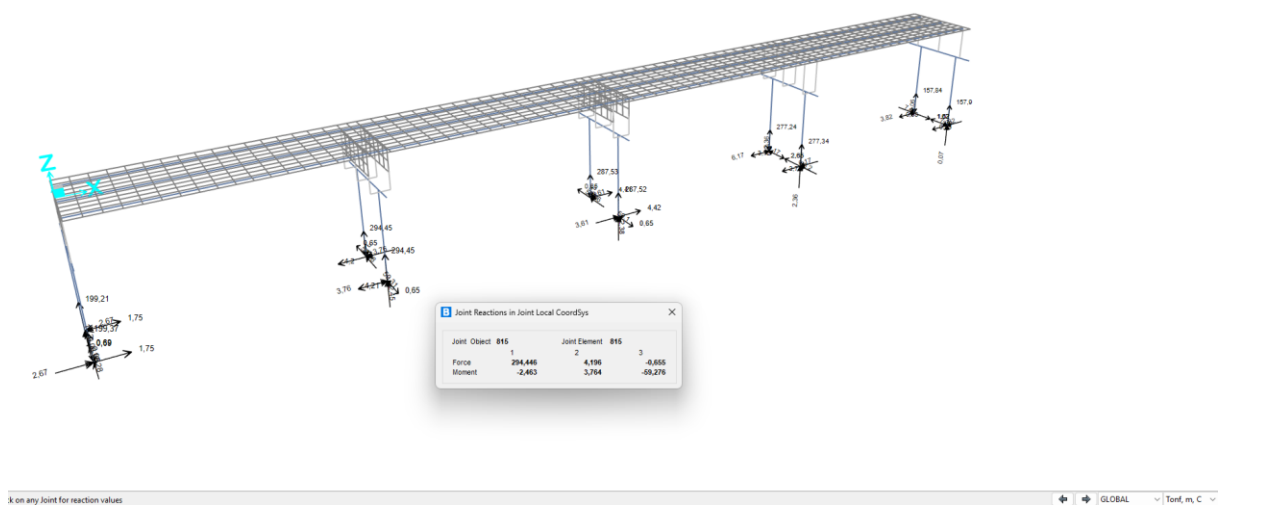 157,84
157,9
3,82
1,62
0,07
277,24
277,34
6,17
2,36
Z
X
287,53
287,52
4,42
3,61
0,65
294,45
294,45
3,76
4,21
0,65
199,21
199,37
2,67
1,75
0,69
1,75
2,67
Joint Reactions in Joint Local CoordSys
Joint Object 815 Joint Element 815
1 2 3
Force 294,446 4,196 -0,655
Moment -2,463 3,764 -59,276
k on any Joint for reaction values
GLOBAL Tonf, m, C